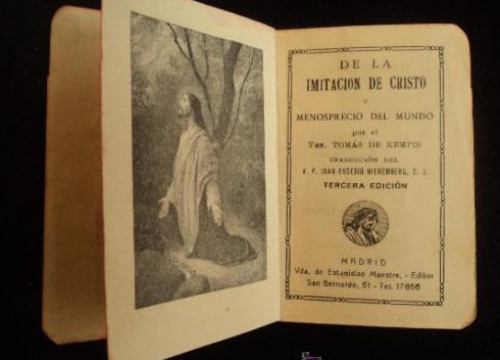 DE LA
IMITACION DE CRISTO
Y
MENOSPRECIO DEL MUNDO
por el
Ven. TOMÁS DE KEMPIS
TRADUCCIÓN DEL
V. P. JUAN EUSEBIO NIEREMBERG, S. J.
TERCERA EDICIÓN
MADRID
Vda. de Estanislao Maestre. - Editor
San Bernardo, 61 - Tel. 17866